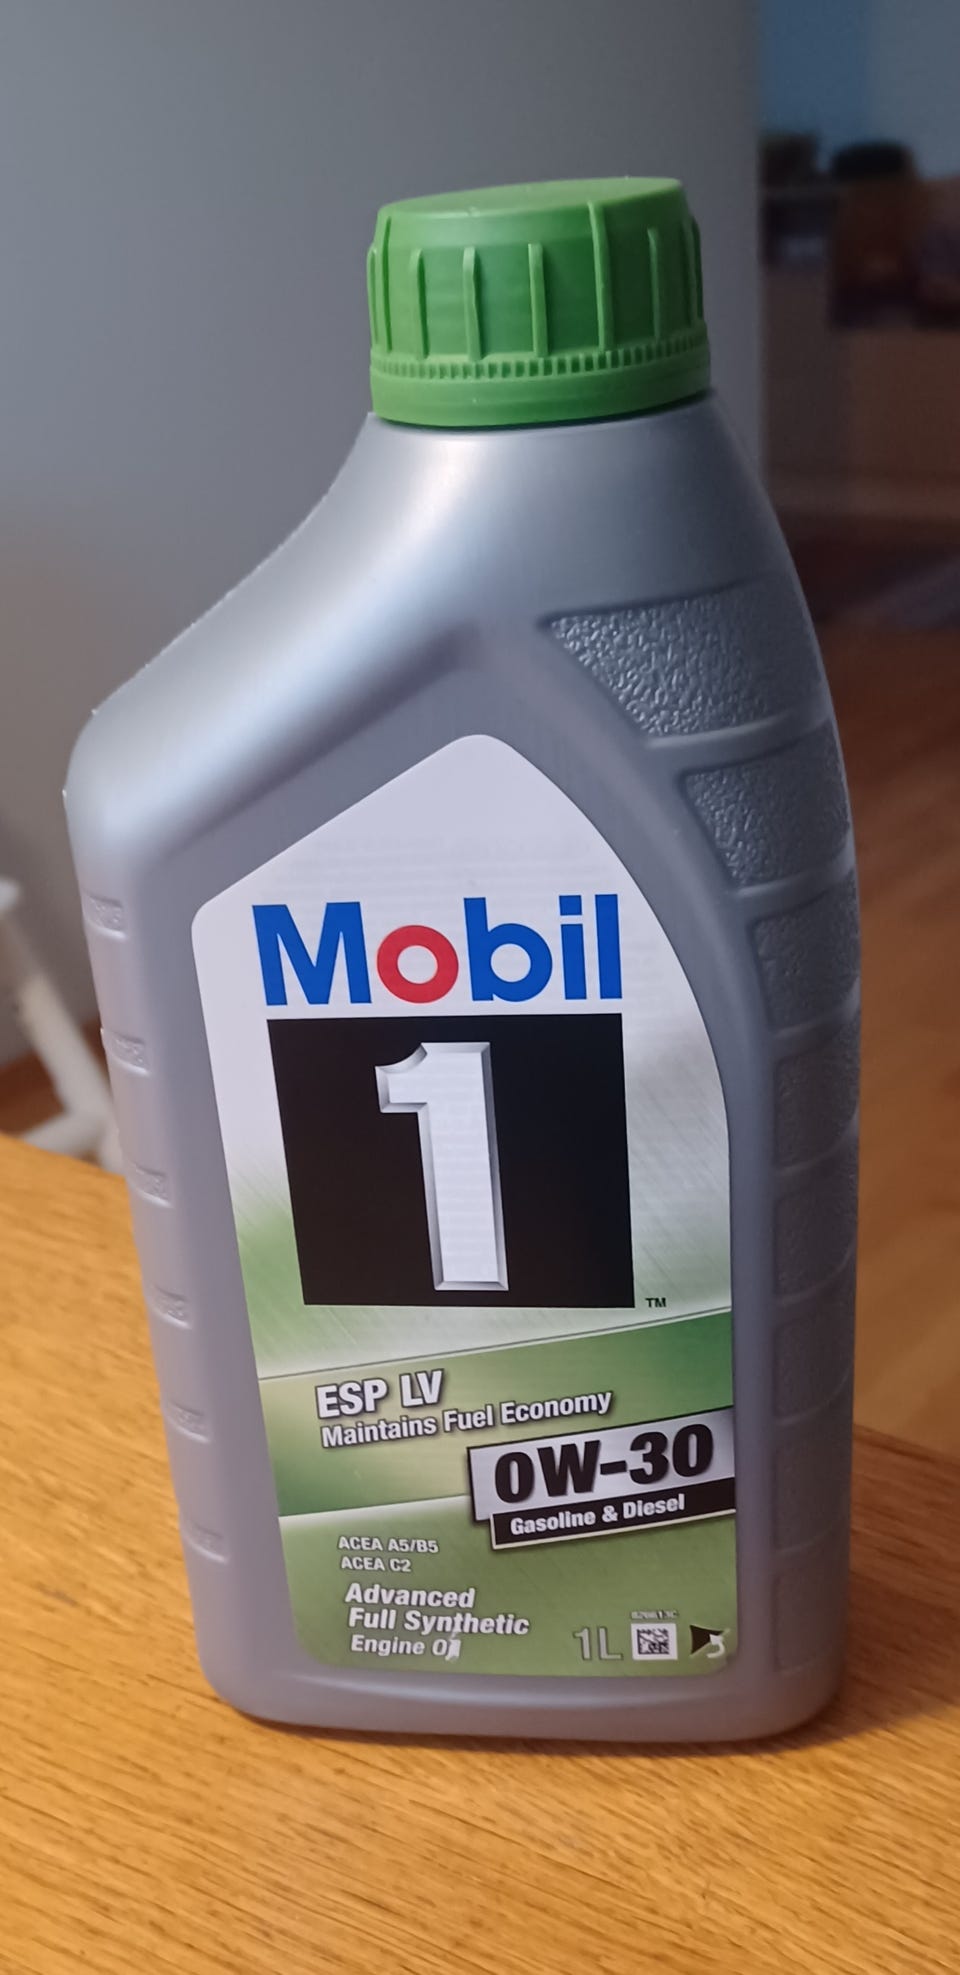 Mobil
1
TM
ESP LV
Maintains Fuel Economy
0W-30
Gasoline & Diesel
ACEA A5/B5
ACEA C2
Advanced
Full Synthetic
Engine
1L